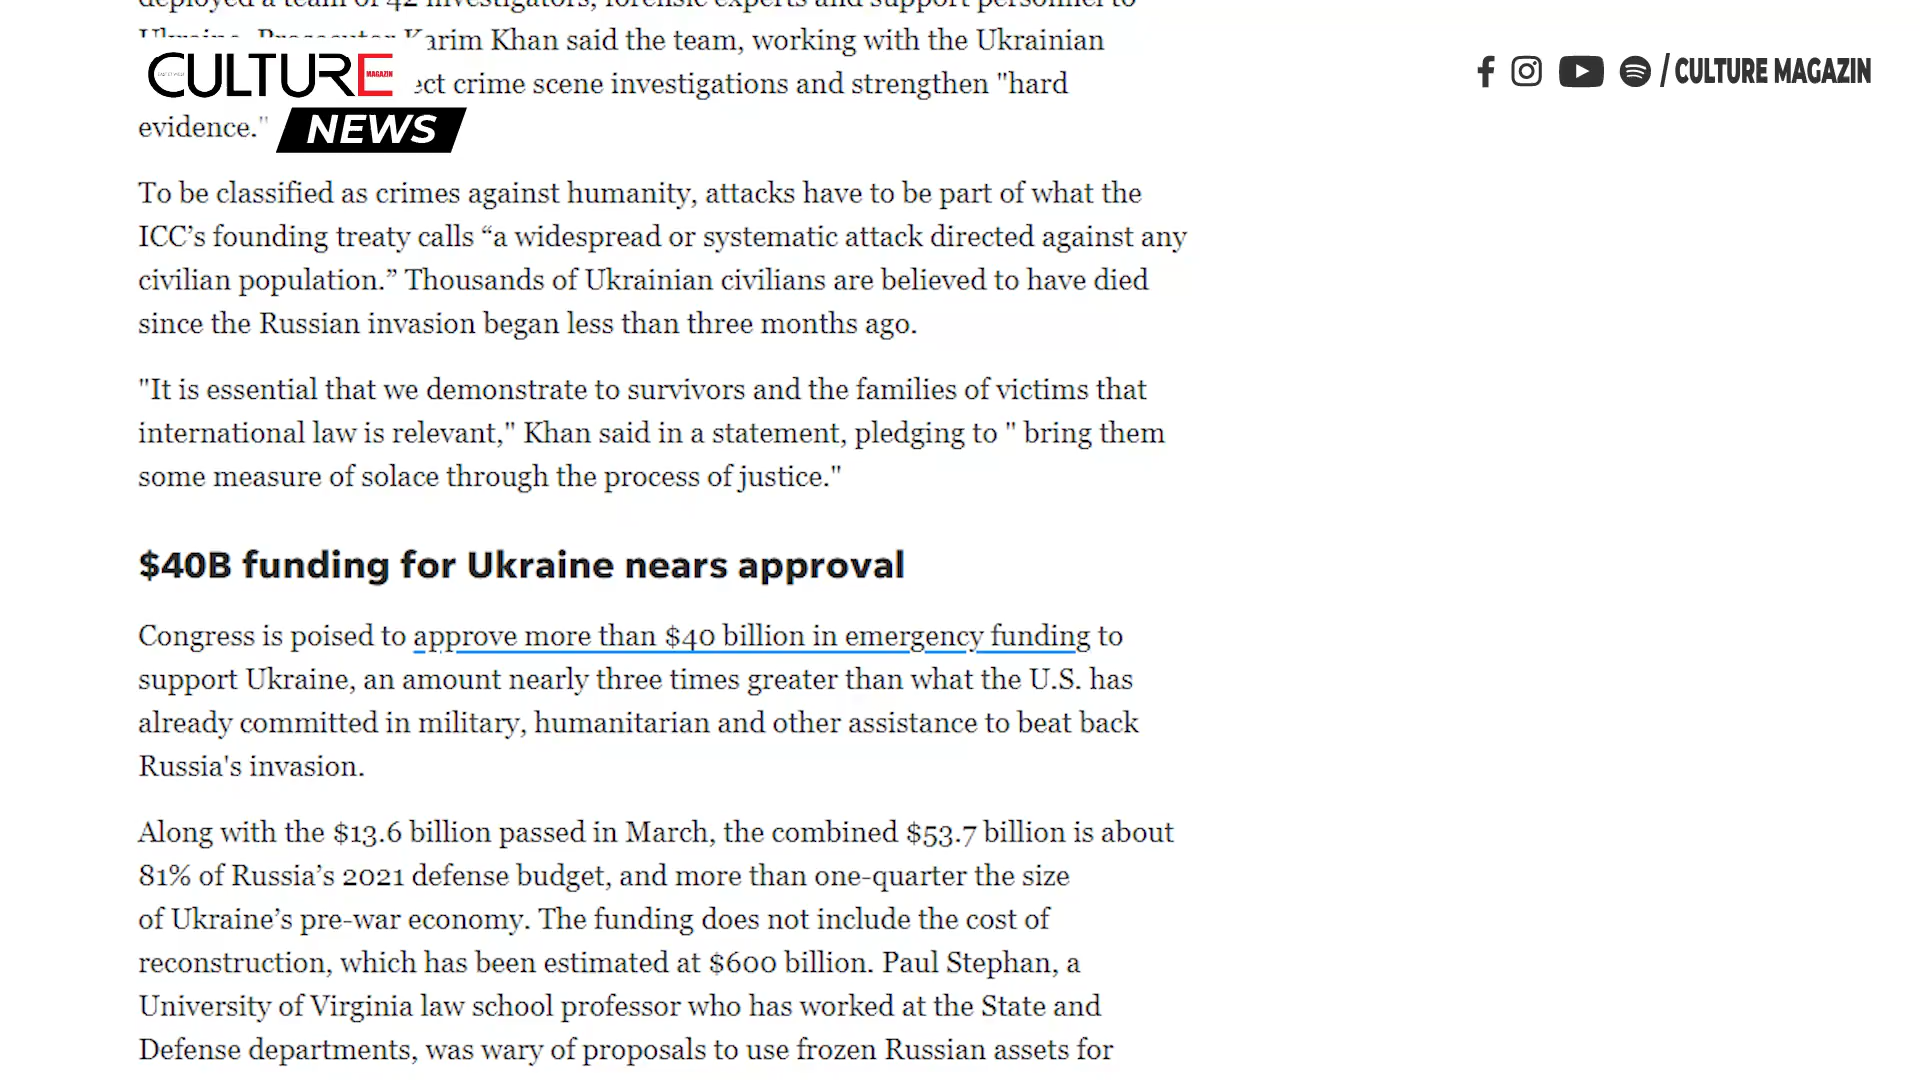 deployed a team of 42 investigators, forensic experts and support personnel to
Ukraine. Prosecutor Karim Khan said the team, working with the Ukrainian
ect crime scene investigations and strengthen "hard
evidence."
CULTURE
MAGAZIN
NEWS
/ CULTURE MAGAZIN
To be classified as crimes against humanity, attacks have to be part of what the
ICC’s founding treaty calls “a widespread or systematic attack directed against any
civilian population.” Thousands of Ukrainian civilians are believed to have died
since the Russian invasion began less than three months ago.
"It is essential that we demonstrate to survivors and the families of victims that
international law is relevant," Khan said in a statement, pledging to " bring them
some measure of solace through the process of justice."
$40B funding for Ukraine nears approval
Congress is poised to approve more than $40 billion in emergency funding to
support Ukraine, an amount nearly three times greater than what the U.S. has
already committed in military, humanitarian and other assistance to beat back
Russia's invasion.
Along with the $13.6 billion passed in March, the combined $53.7 billion is about
81% of Russia’s 2021 defense budget, and more than one-quarter the size
of Ukraine’s pre-war economy. The funding does not include the cost of
reconstruction, which has been estimated at $600 billion. Paul Stephan, a
University of Virginia law school professor who has worked at the State and
Defense departments, was wary of proposals to use frozen Russian assets for